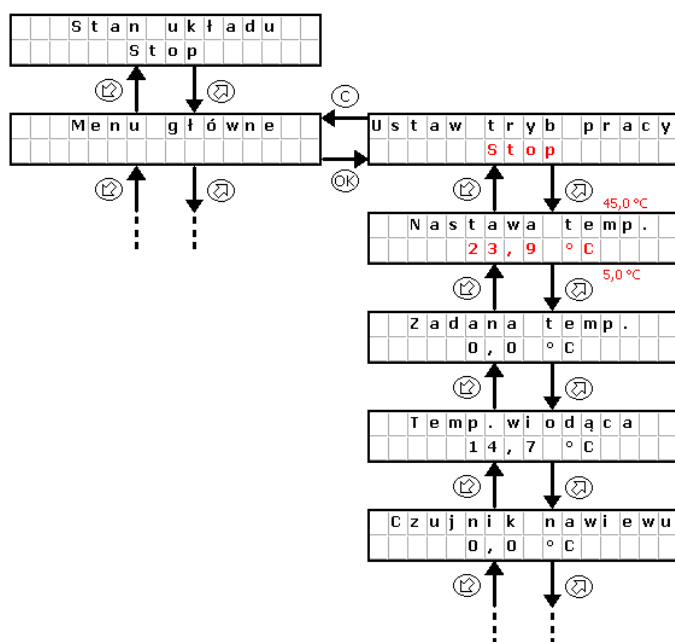 Stan układu
Stop
C
Menu główne
OK
Ustaw tryb pracy
Stop
45,0 °C
Nastawa temp.
23,9 °C
5,0 °C
Zadana temp.
0,0 °C
Temp.wiodąca
14,7 °C
Czujnik nawiewu
0,0 °C